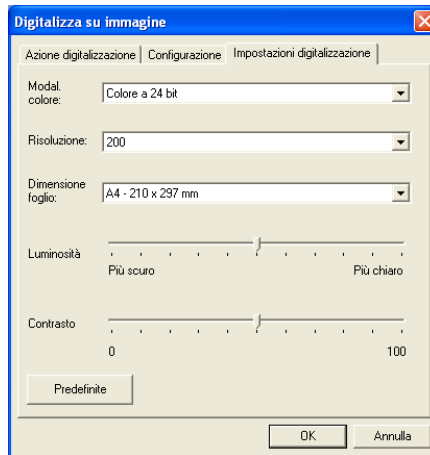 Digitalizza su immagine
Azione digitalizzazione Configurazione Impostazioni digitalizzazione
Modal.
colore:
Colore a 24 bit
Risoluzione:
200
Dimensione
foglio:
A4 - 210 x 297 mm
Luminosità
Più scuro Più chiaro
Contrasto
0 100
Predefinite
OK Annulla